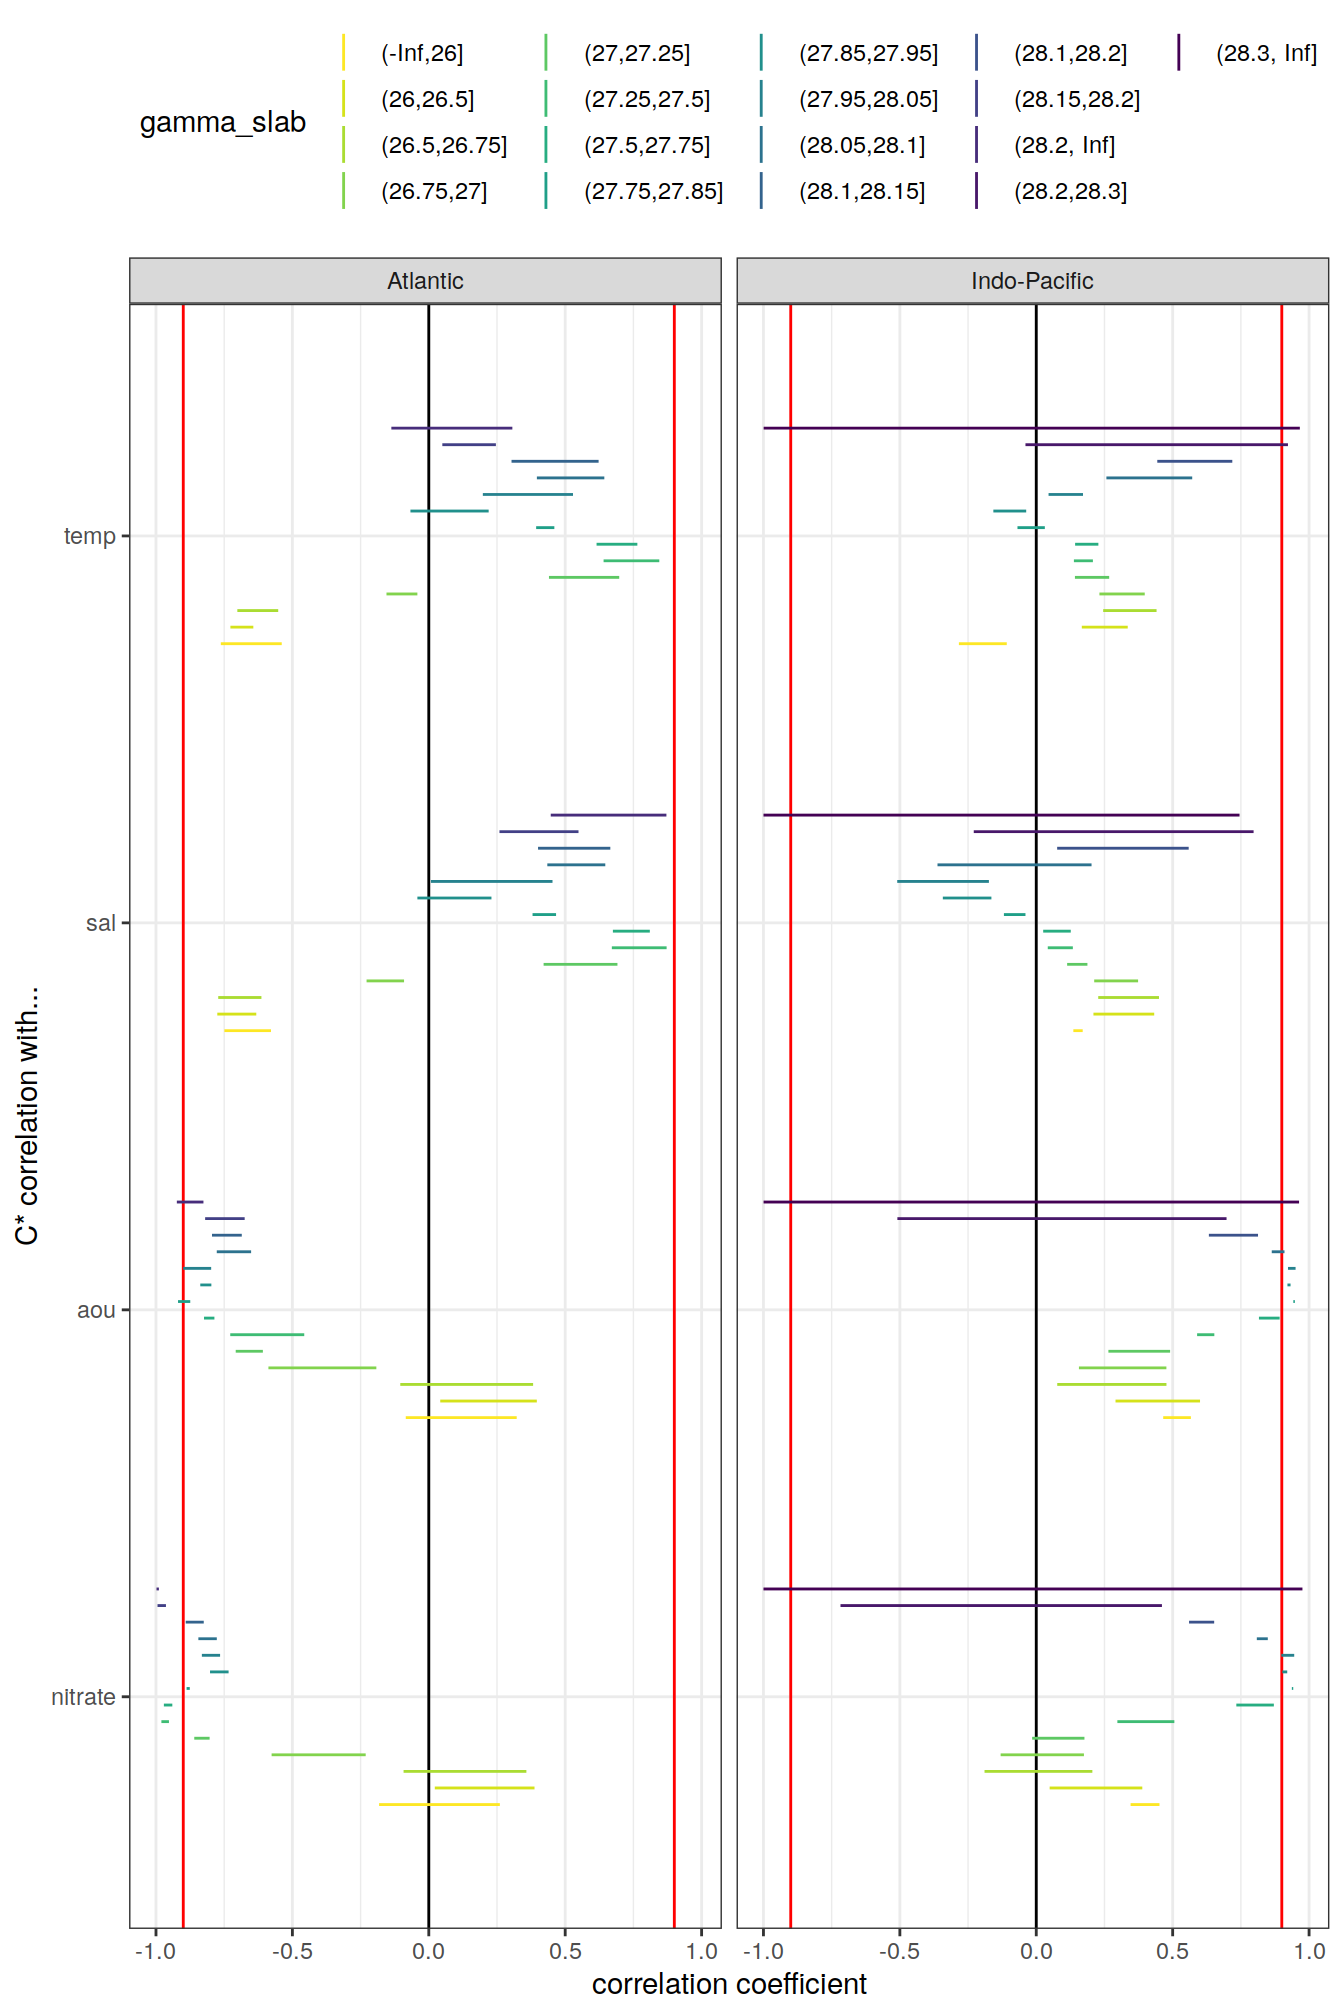 gamma_slab
(-Inf,26]
(26,26.5]
(26.5,26.75]
(26.75,27]
(27,27.25]
(27.25,27.5]
(27.5,27.75]
(27.75,27.85]
(27.85,27.95]
(27.95,28.05]
(28.05,28.1]
(28.1,28.15]
(28.1,28.2]
(28.15,28.2]
(28.2, Inf]
(28.2,28.3]
(28.3, Inf]
Atlantic
Indo-Pacific
C* correlation with...
temp
sal
aou
nitrate
-1.0 -0.5 0.0 0.5 1.0
-1.0 -0.5 0.0 0.5 1.0
correlation coefficient